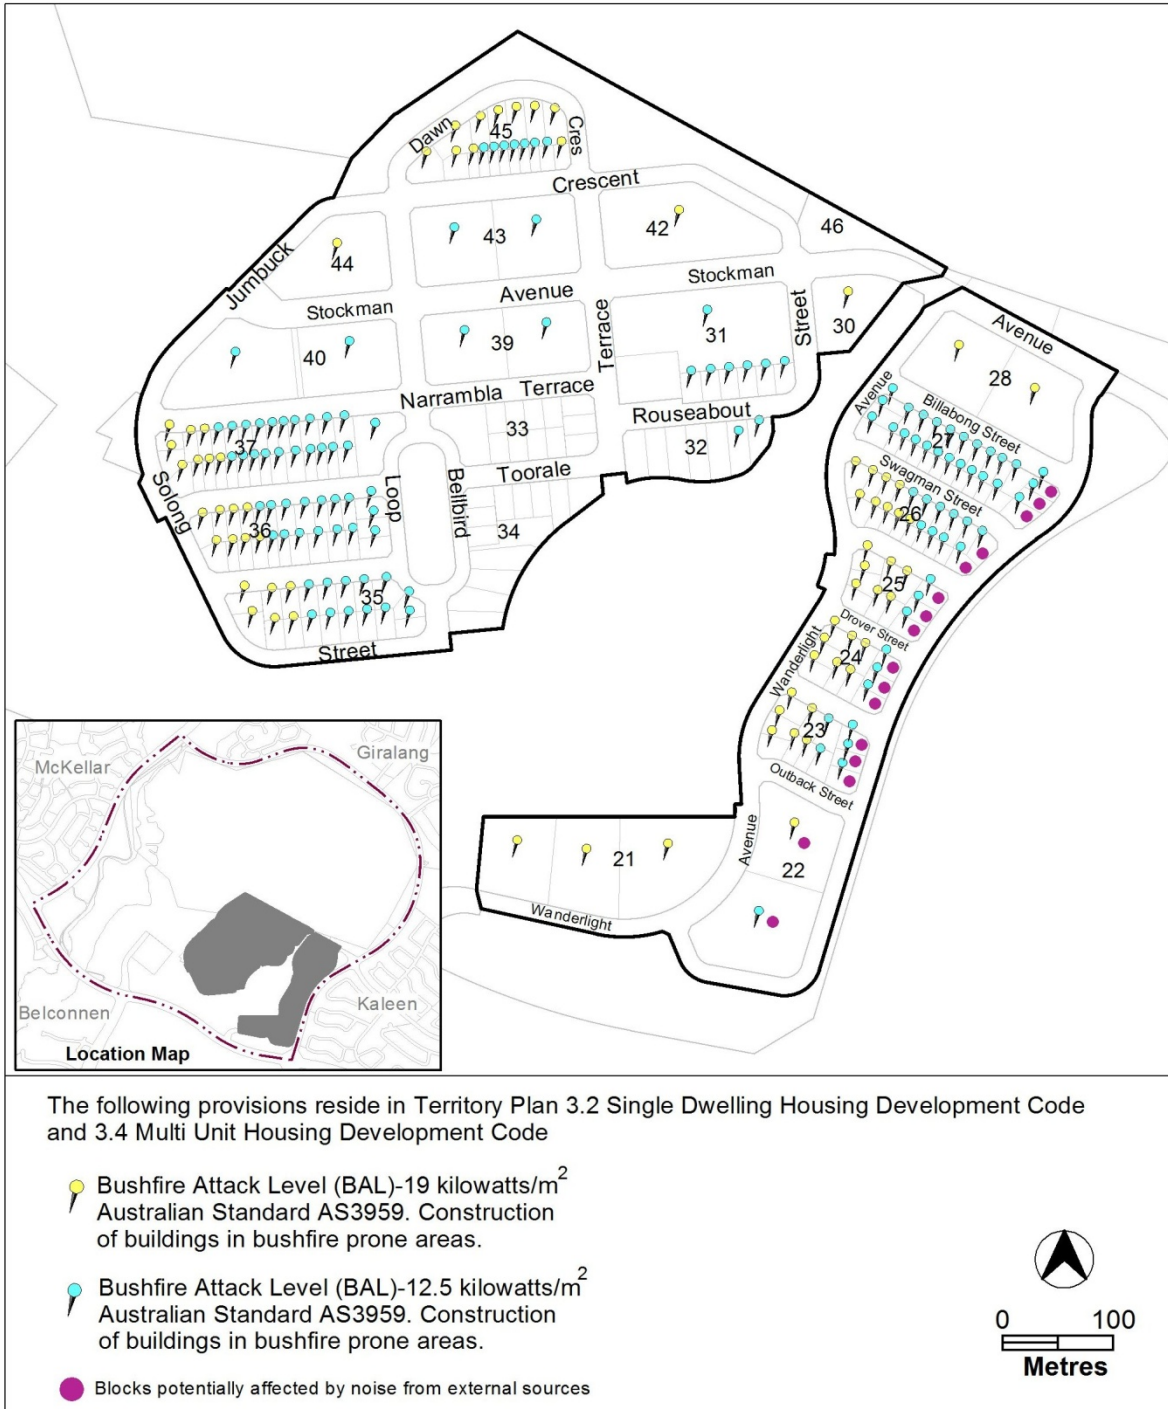 Dawn
45
Cres
Crescent
42
46
43
44
Jumbuck
Stockman
Stockman
Avenue
Terrace
Street
30
31
39
40
Avenue
28
Narrambla Terrace
Rouseabout
33
32
Toorale
37
Solong
Loop
Bellbird
36
34
35
Street
Avenue
Billabong Street
27
Swagman Street
26
25
Drover Street
24
Wanderlight
23
Outback Street
Avenue
21
22
Wanderlight
McKellar
Giralang
Belconnen
Kaleen
Location Map
The following provisions reside in Territory Plan 3.2 Single Dwelling Housing Development Code
and 3.4 Multi Unit Housing Development Code
Bushfire Attack Level (BAL)-19 kilowatts/m²
Australian Standard AS3959. Construction
of buildings in bushfire prone areas.
Bushfire Attack Level (BAL)-12.5 kilowatts/m²
Australian Standard AS3959. Construction
of buildings in bushfire prone areas.
Blocks potentially affected by noise from external sources
0 100
Metres